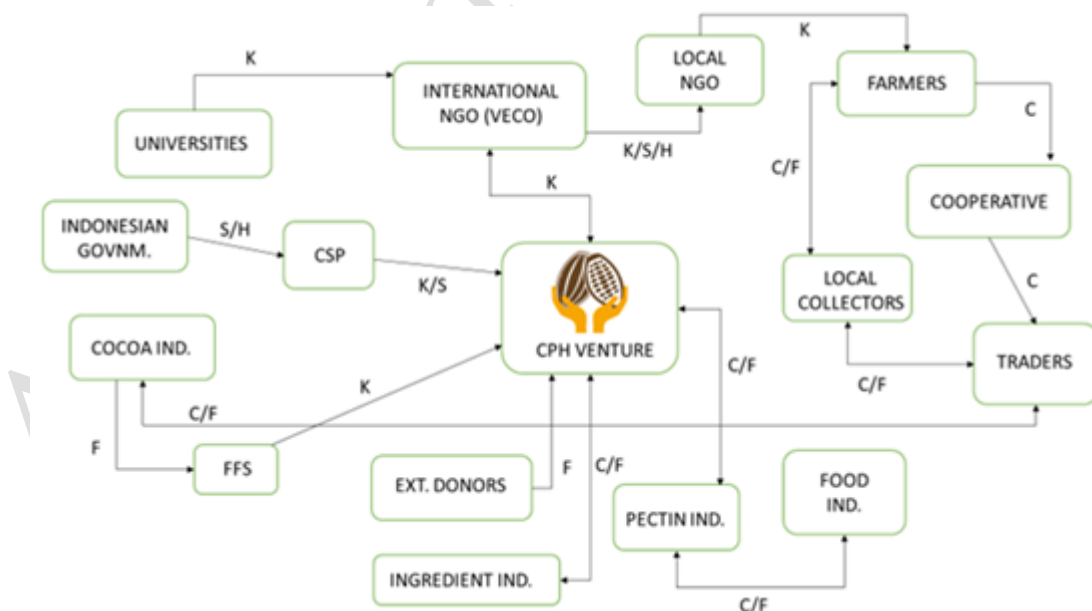 K
LOCAL
NGO
K
FARMERS
INTERNATIONAL
NGO (VECO)
UNIVERSITIES
K/S/H
C
C/F
K
COOPERATIVE
INDONESIAN
GOVNM.
S/H
CSP
K/S
LOCAL
COLLECTORS
C
CPH VENTURE
COCOA IND.
TRADERS
C/F
C/F
K
C/F
F
FFS
EXT. DONORS
F
C/F
PECTIN IND.
FOOD
IND.
INGREDIENT IND.
C/F